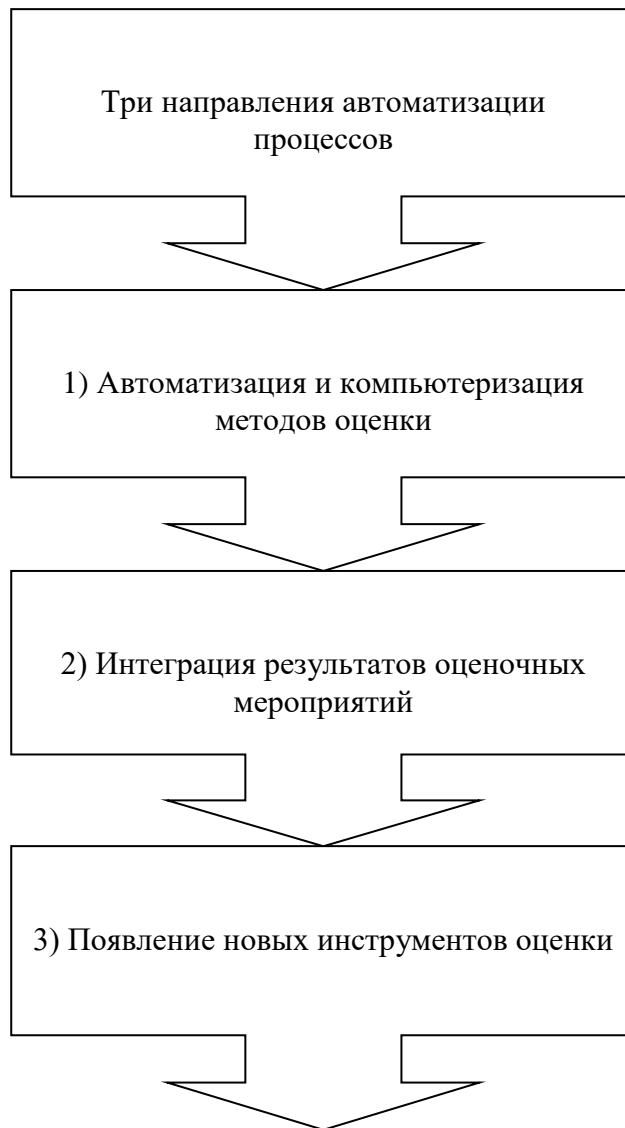 Три направления автоматизации
процессов
1) Автоматизация и компьютеризация
методов оценки
2) Интеграция результатов оценочных
мероприятий
3) Появление новых инструментов оценки